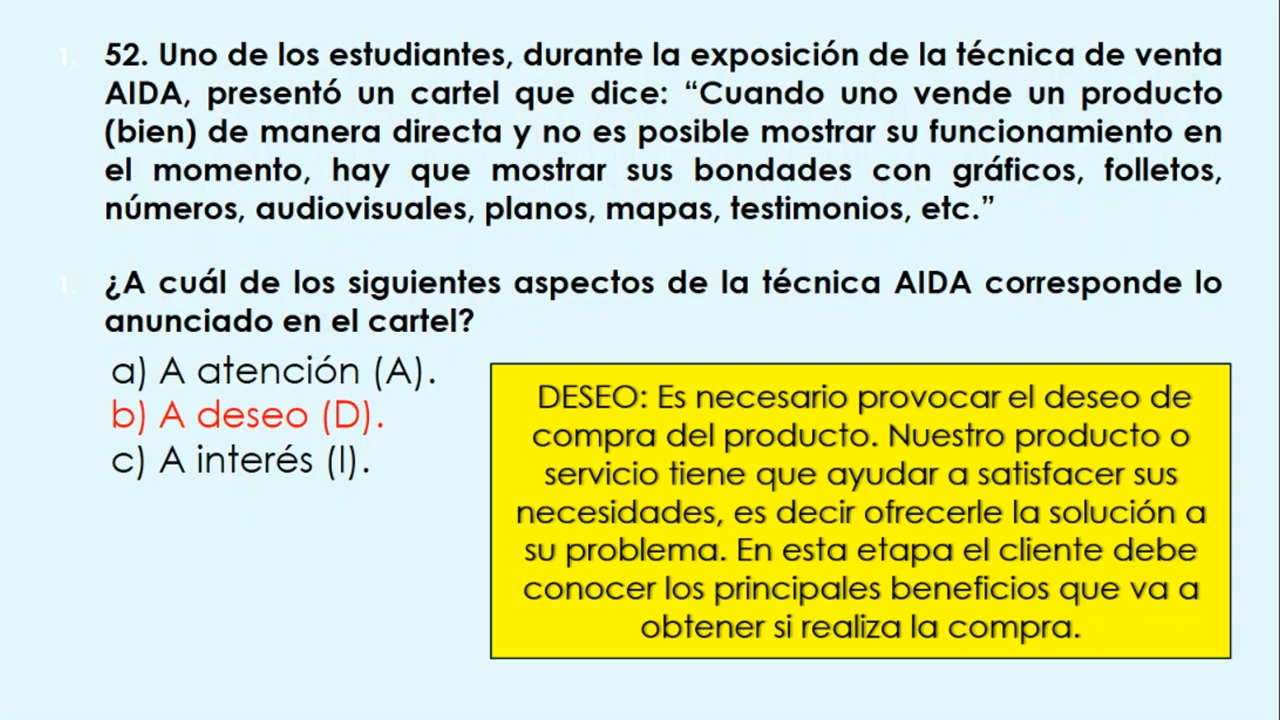 1. 52. Uno de los estudiantes, durante la exposición de la técnica de venta
AIDA, presentó un cartel que dice: “Cuando uno vende un producto
(bien) de manera directa y no es posible mostrar su funcionamiento en
el momento, hay que mostrar sus bondades con gráficos, folletos,
números, audiovisuales, planos, mapas, testimonios, etc.”
1. ¿A cuál de los siguientes aspectos de la técnica AIDA corresponde lo
anunciado en el cartel?
a) A atención (A).
b) A deseo (D).
c) A interés (I).
DESEO: Es necesario provocar el deseo de
compra del producto. Nuestro producto o
servicio tiene que ayudar a satisfacer sus
necesidades, es decir ofrecerle la solución a
su problema. En esta etapa el cliente debe
conocer los principales beneficios que va a
obtener si realiza la compra.